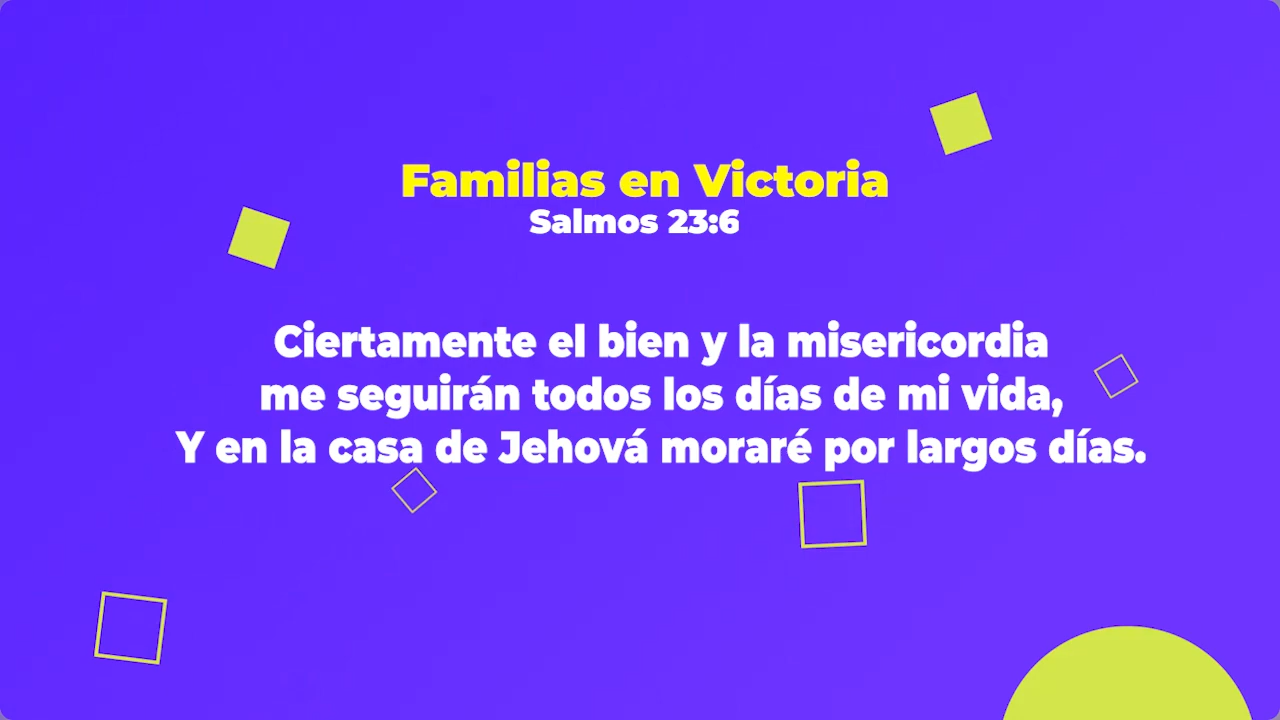 Familias en Victoria
Salmos 23:6
Ciertamente el bien y la misericordia
me seguirán todos los días de mi vida,
Y en la casa de Jehová moraré por largos días.